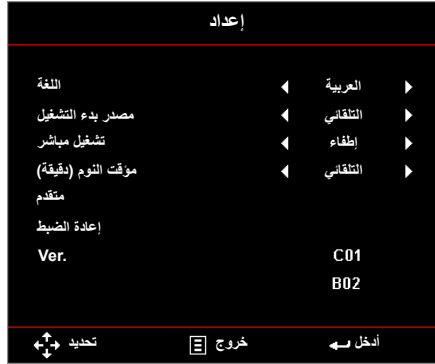 إعداد
اللغة العربية
مصدر بدء التشغيل التلقائي
تشغيل مباشر إطفاء
مؤقت النوم (دقيقة) التلقائي
متقدم
إعادة الضبط
Ver. C01
B02
تحديد خروج أدخل